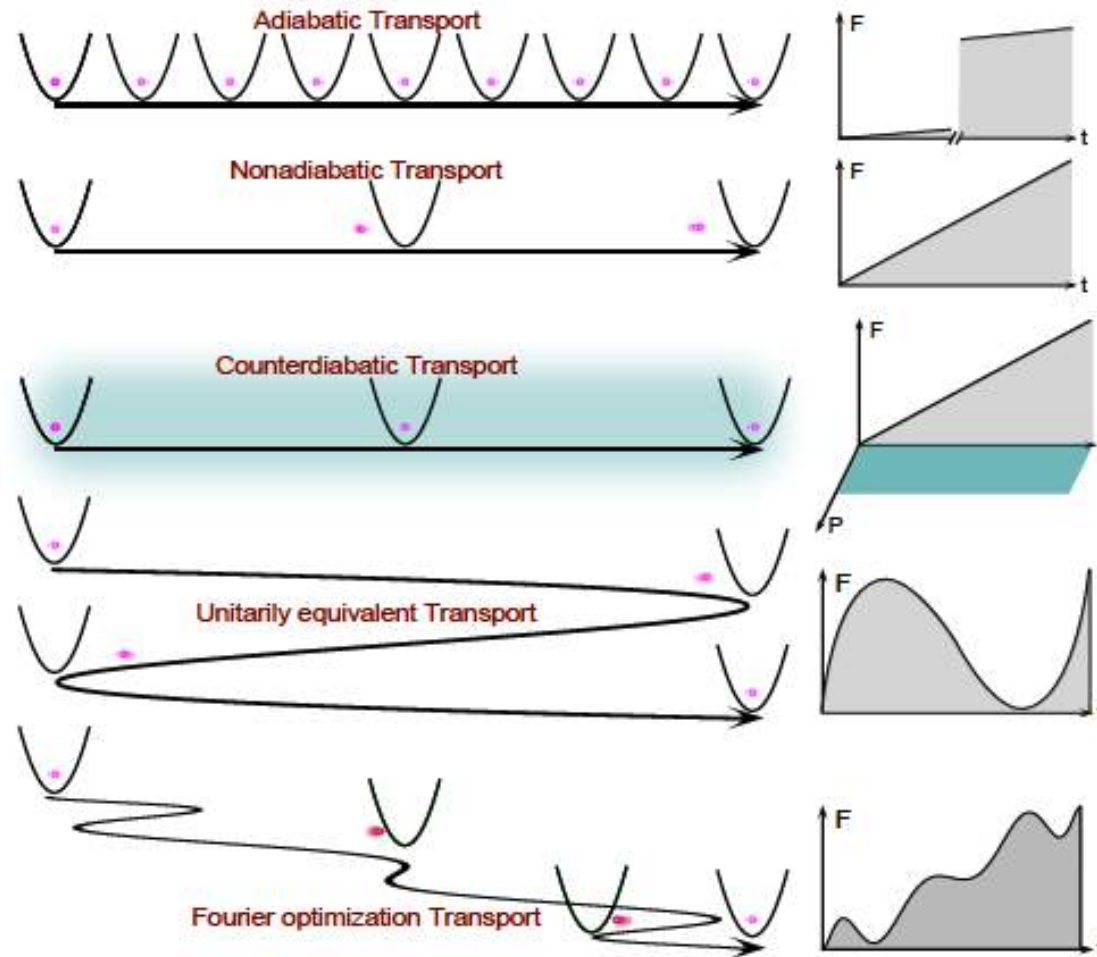 Adiabatic Transport
F
t
Nonadiabatic Transport
F
t
Counterdiabatic Transport
F
P
Unitarily equivalent Transport
F
Fourier optimization Transport
F